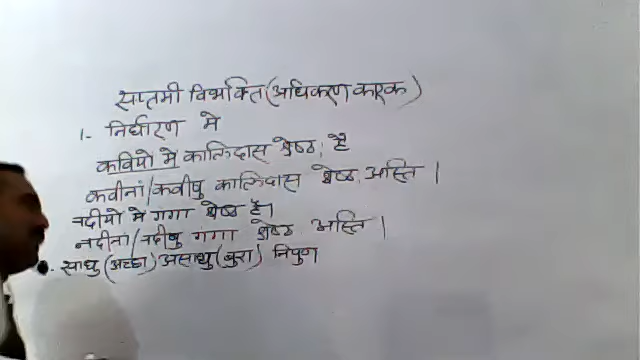 सप्तमी विभक्ति (अधिकरण कारक)
1- निर्धारण मे
कवियो मे कालिदास श्रेष्ठ है
कवीनां/कवीषु कालिदास श्रेष्ठ अस्ति ।
नदीयो मे गंगा श्रेष्ठ है।
नदीनां/नदीषु गंगा श्रेष्ठ अस्ति ।
साधु (अच्छा) असाधु (बुरा) निपुण